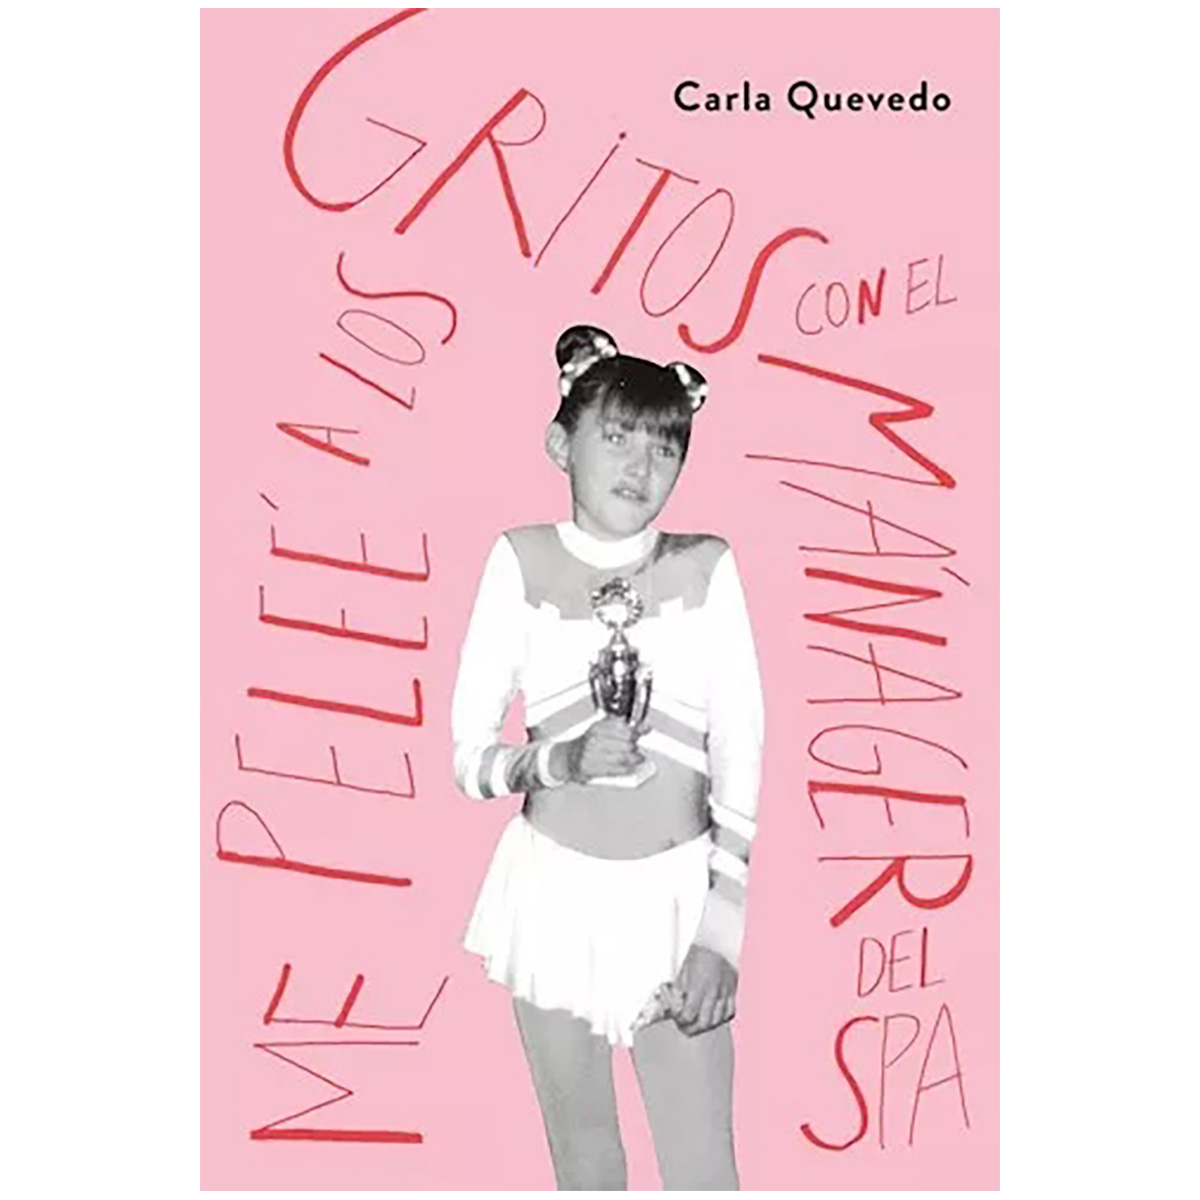 Carla Quevedo
ME PELEÉ A LOS
GRITOS
CON EL
MÁNAGER
DEL
SPA